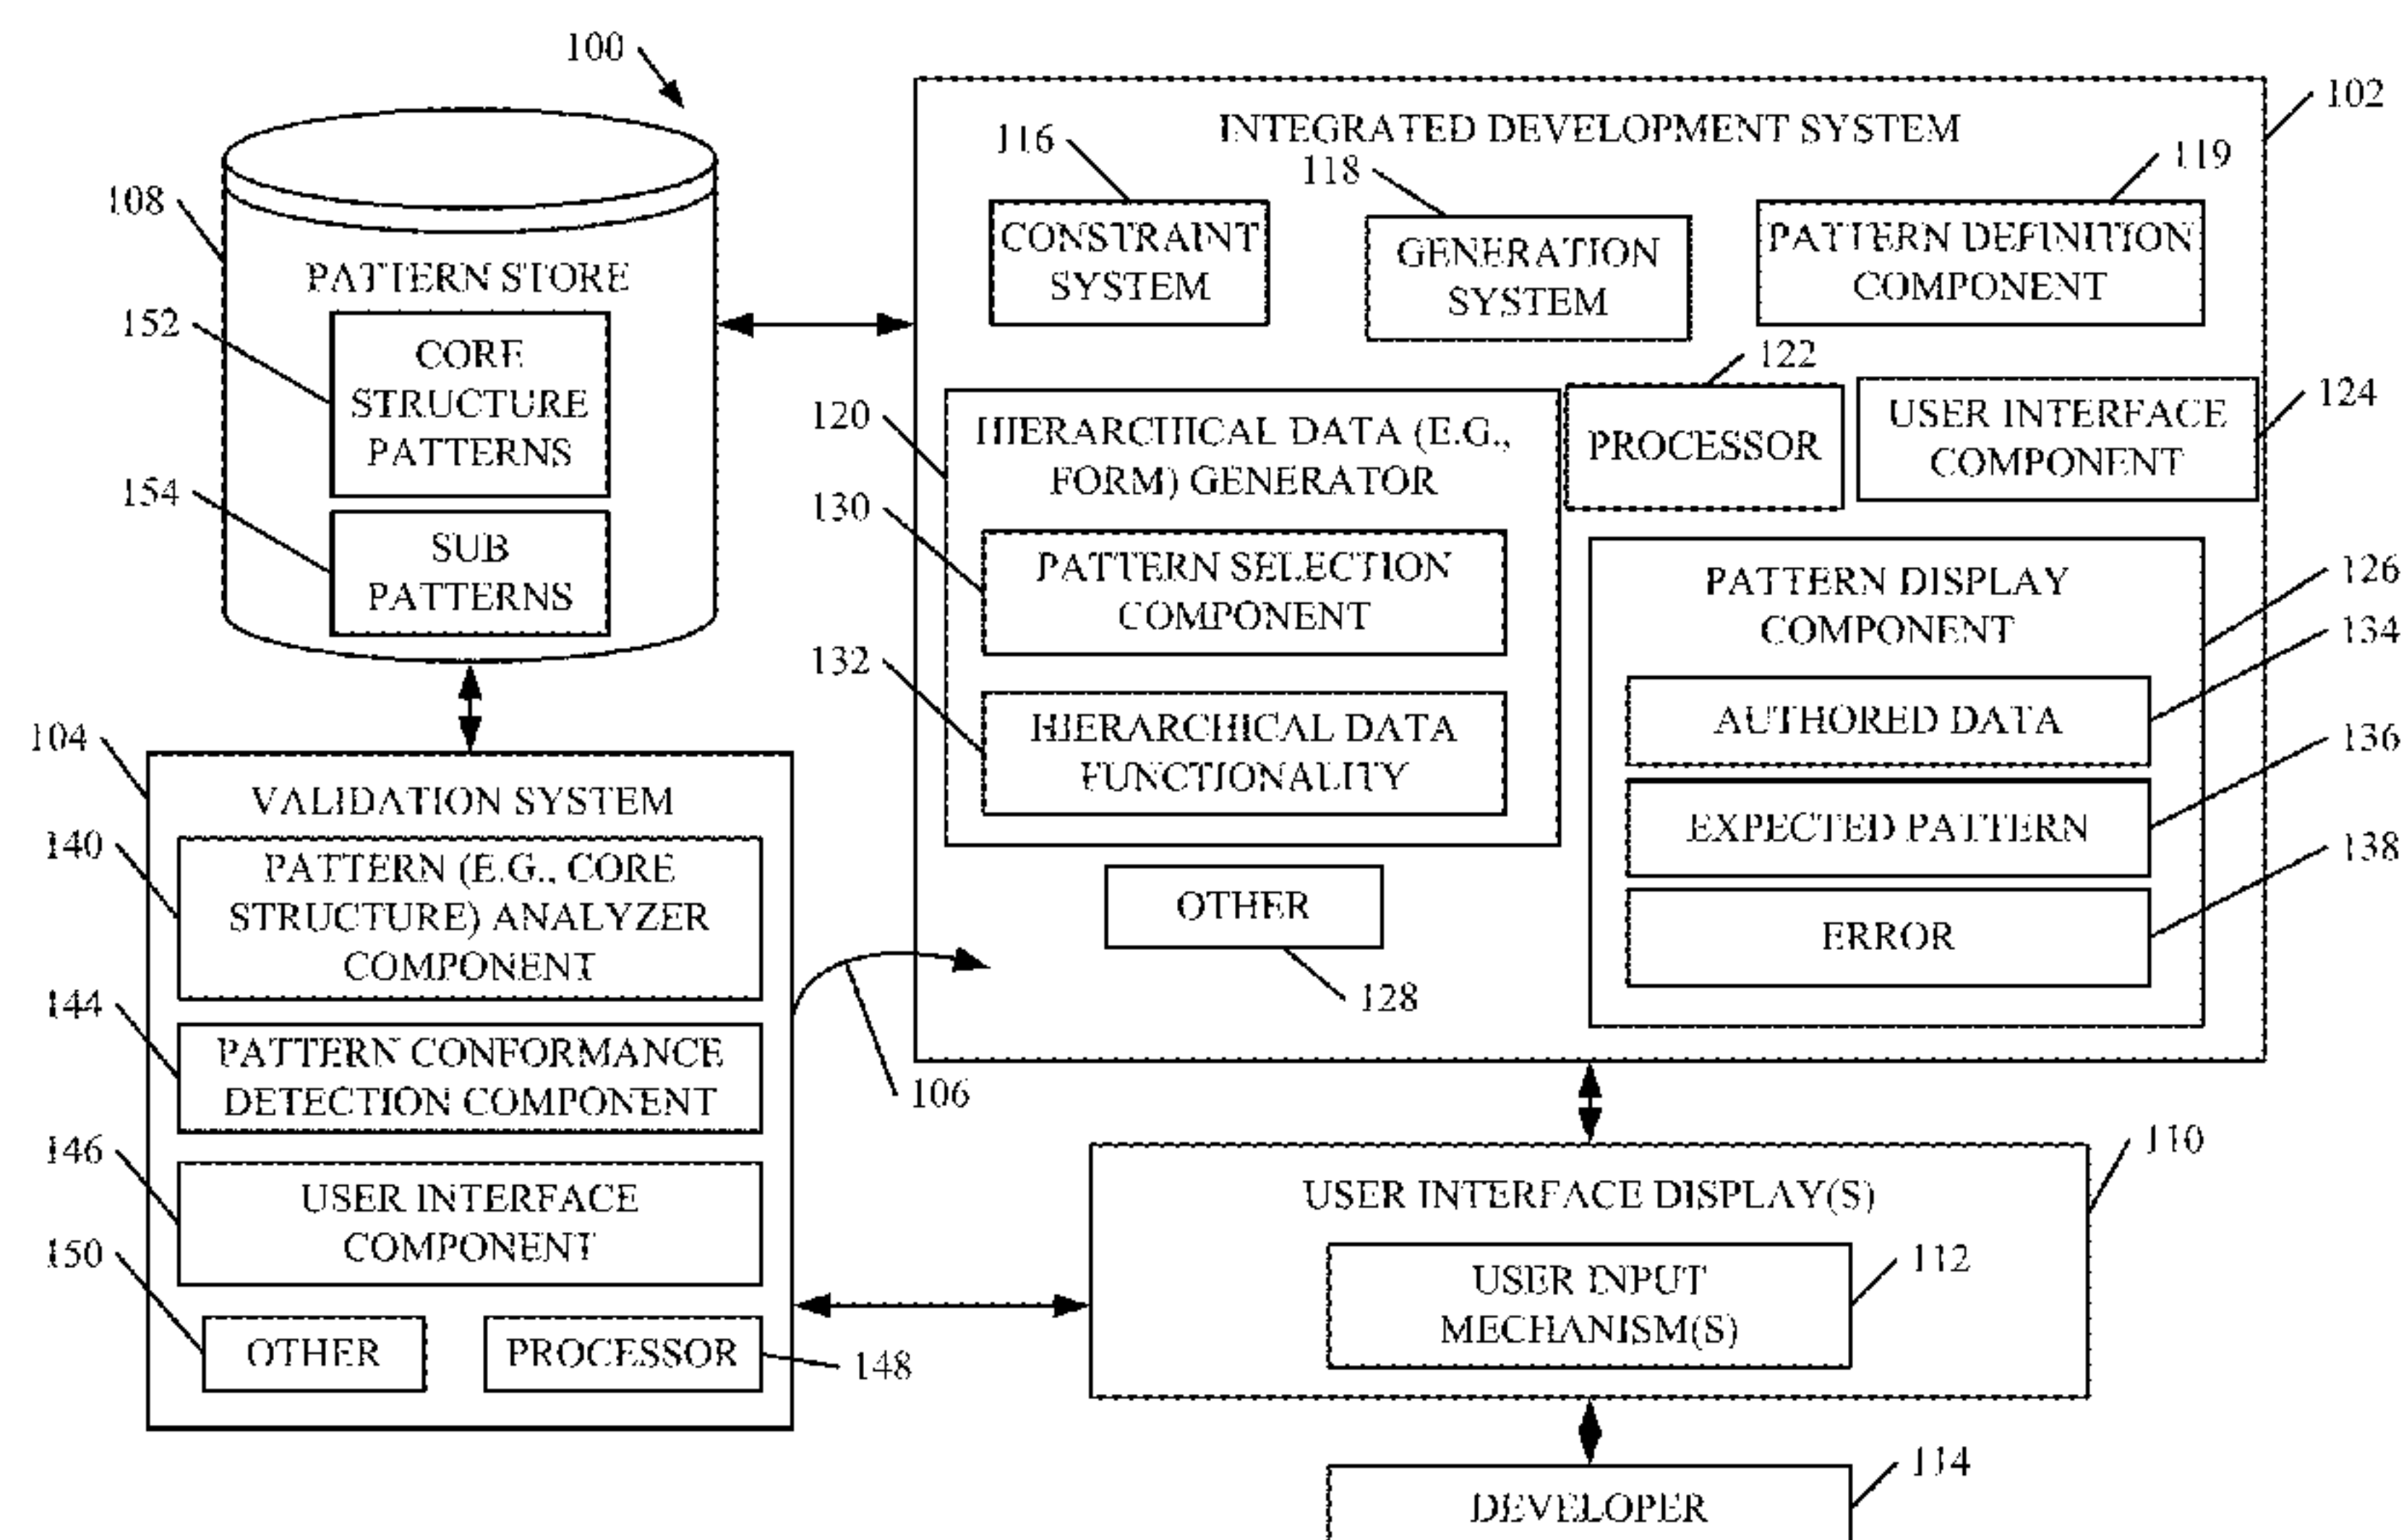 100
102
INTEGRATED DEVELOPMENT SYSTEM
116
118
119
108
CONSTRAINT
SYSTEM
GENERATION
SYSTEM
PATTERN DEFINITION
COMPONENT
PATTERN STORE
152
CORE
STRUCTURE
PATTERNS
154
SUB
PATTERNS
122
124
120
HIERARCHICAL DATA (E.G.,
FORM) GENERATOR
PROCESSOR
USER INTERFACE
COMPONENT
130
PATTERN SELECTION
COMPONENT
132
HIERARCHICAL DATA
FUNCTIONALITY
PATTERN DISPLAY
COMPONENT
126
134
AUTHORED DATA
136
EXPECTED PATTERN
138
ERROR
OTHER
128
104
VALIDATION SYSTEM
140
PATTERN (E.G., CORE
STRUCTURE) ANALYZER
COMPONENT
144
PATTERN CONFORMANCE
DETECTION COMPONENT
106
146
USER INTERFACE
COMPONENT
150
OTHER
PROCESSOR
148
110
USER INTERFACE DISPLAY(S)
112
USER INPUT
MECHANISM(S)
114
DEVELOPER